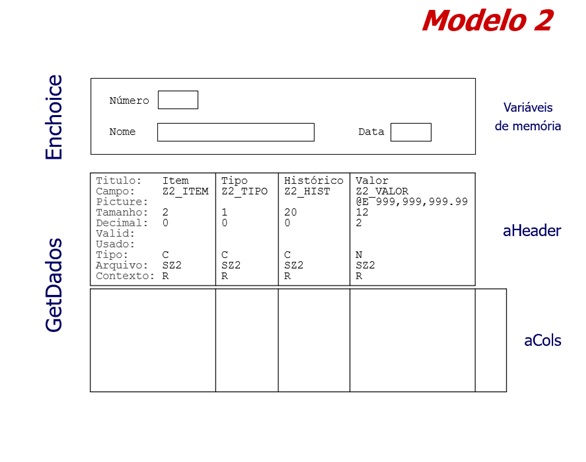 Modelo 2
Enchoice
Número
Nome Data
Variáveis
de memória
GetDados
Titulo: Item Tipo Histórico Valor
Campo: Z2_ITEM Z2_TIPO Z2_HIST Z2_VALOR
Picture: @E 999,999,999.99
Tamanho: 2 1 20 12
Decimal: 0 0 0 2
Valid:
Usado:
Tipo: C C C N
Arquivo: SZ2 SZ2 SZ2 SZ2
Contexto: R R R R
aHeader
aCols